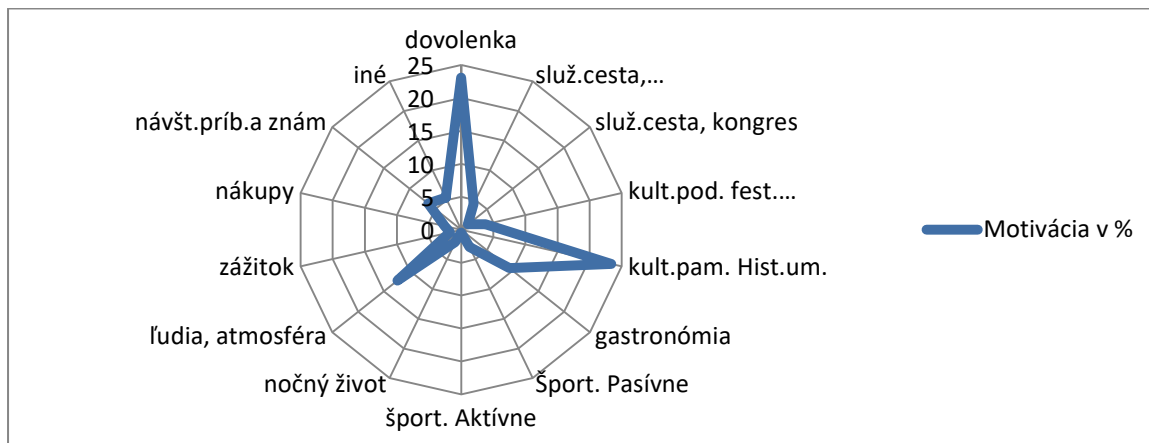 dovolenka
služ.cesta,...
služ.cesta, kongres
kult.pod. fest....
kult.pam. Hist.um.
gastronómia
Šport. Pasívne
šport. Aktívne
nočný život
ľudia, atmosféra
zážitok
nákupy
návšt.príb.a znám
iné
25
20
15
10
5
0
Motivácia v %